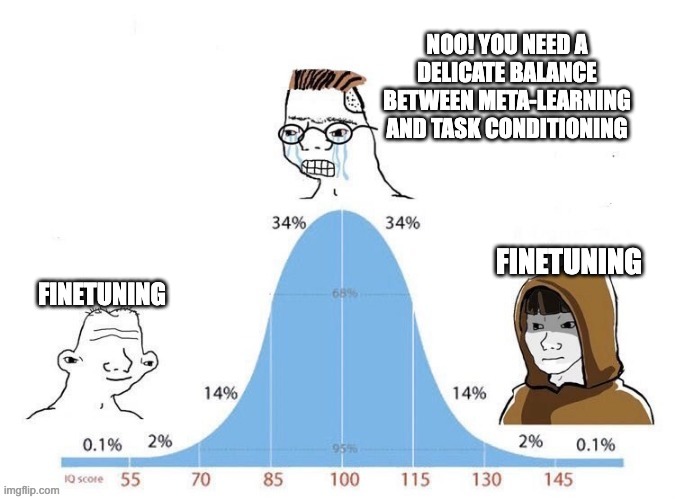 NOO! YOU NEED A
DELICATE BALANCE
BETWEEN META-LEARNING
AND TASK CONDITIONING
34%
34%
FINETUNING
FINETUNING
68%
14%
14%
0.1%
2%
95%
2%
0.1%
IQ score
55
70
85
100
115
130
145
imgflip.com